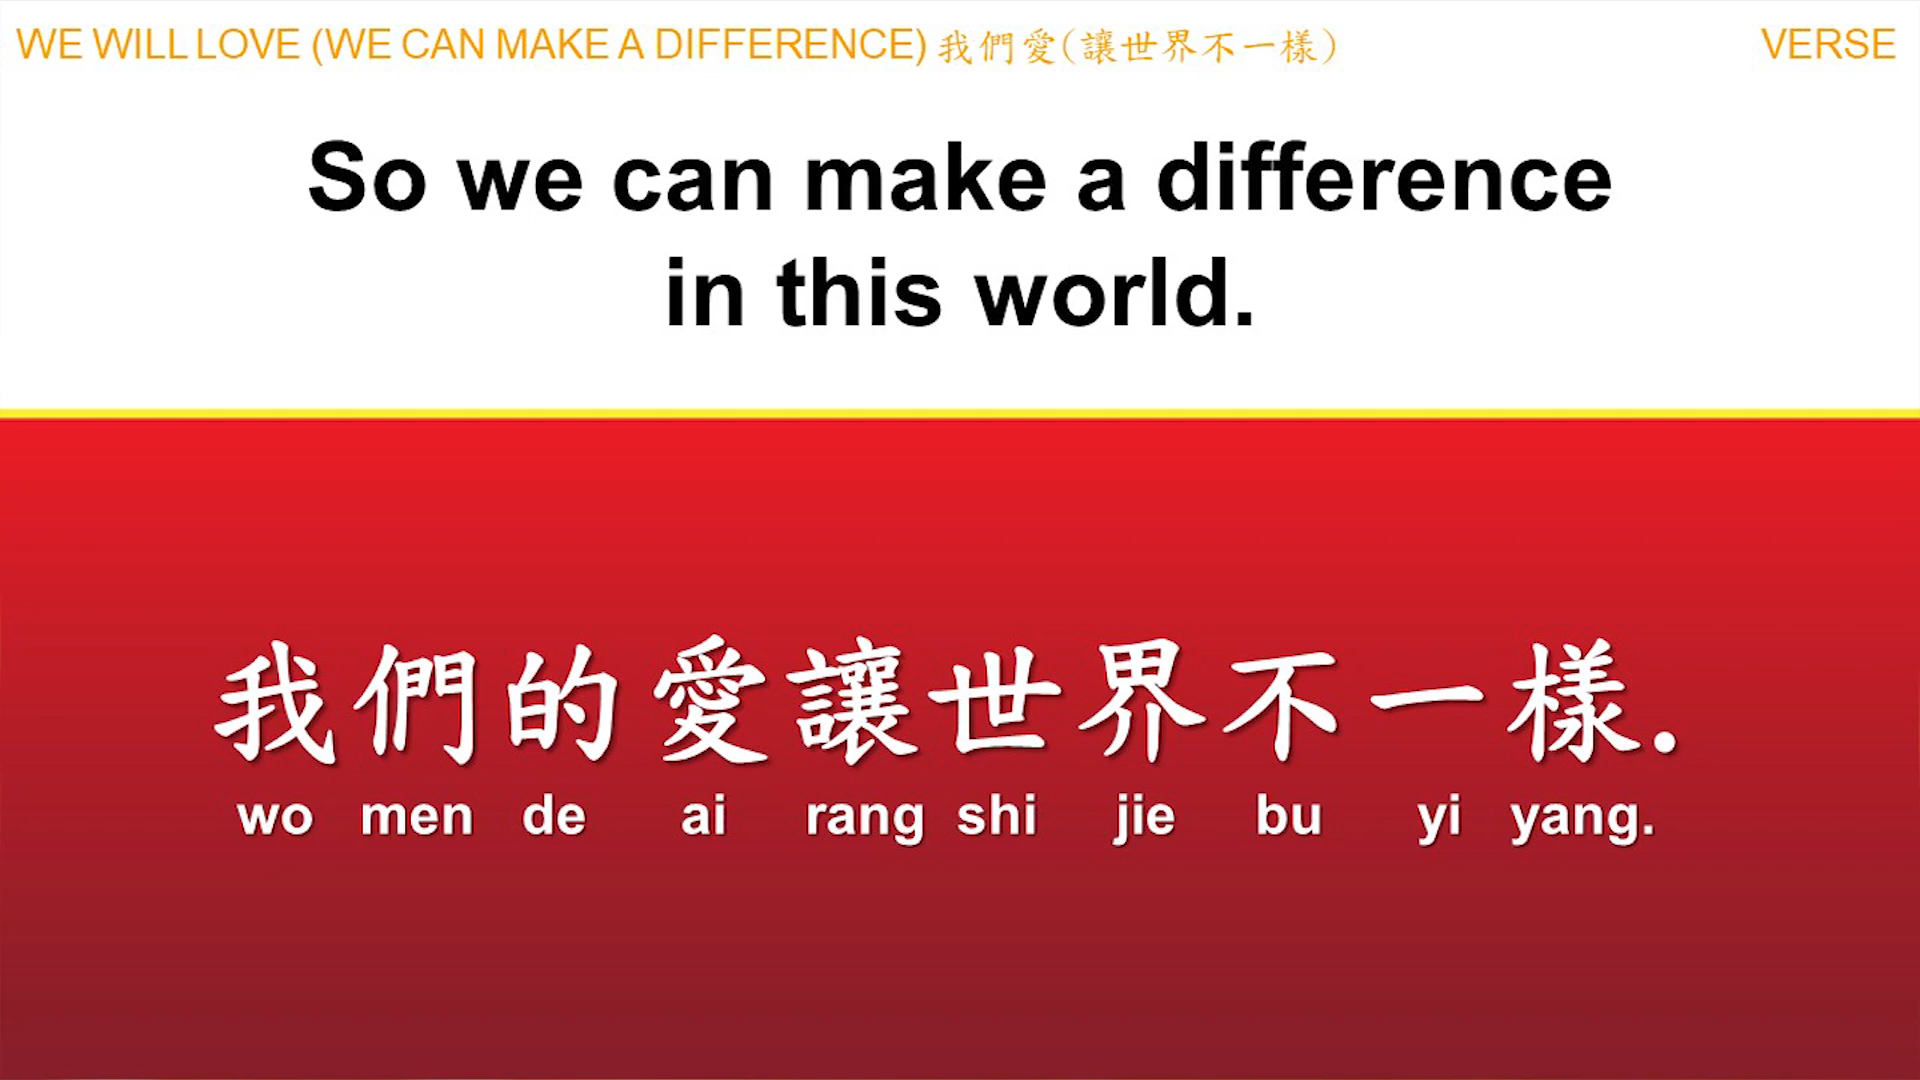 WE WILL LOVE (WE CAN MAKE A DIFFERENCE) 我們愛(讓世界不一樣)
VERSE
So we can make a difference
in this world.
我們的愛讓世界不一樣.
wo men de ai rang shi jie bu yi yang.